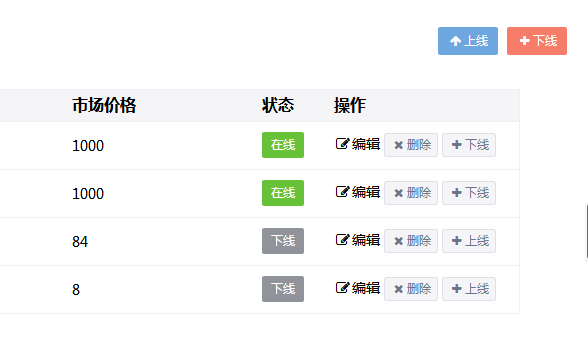 上线 下线
市场价格 状态 操作
1000 在线 编辑 删除 下线
1000 在线 编辑 删除 下线
84 下线 编辑 删除 上线
8 下线 编辑 删除 上线